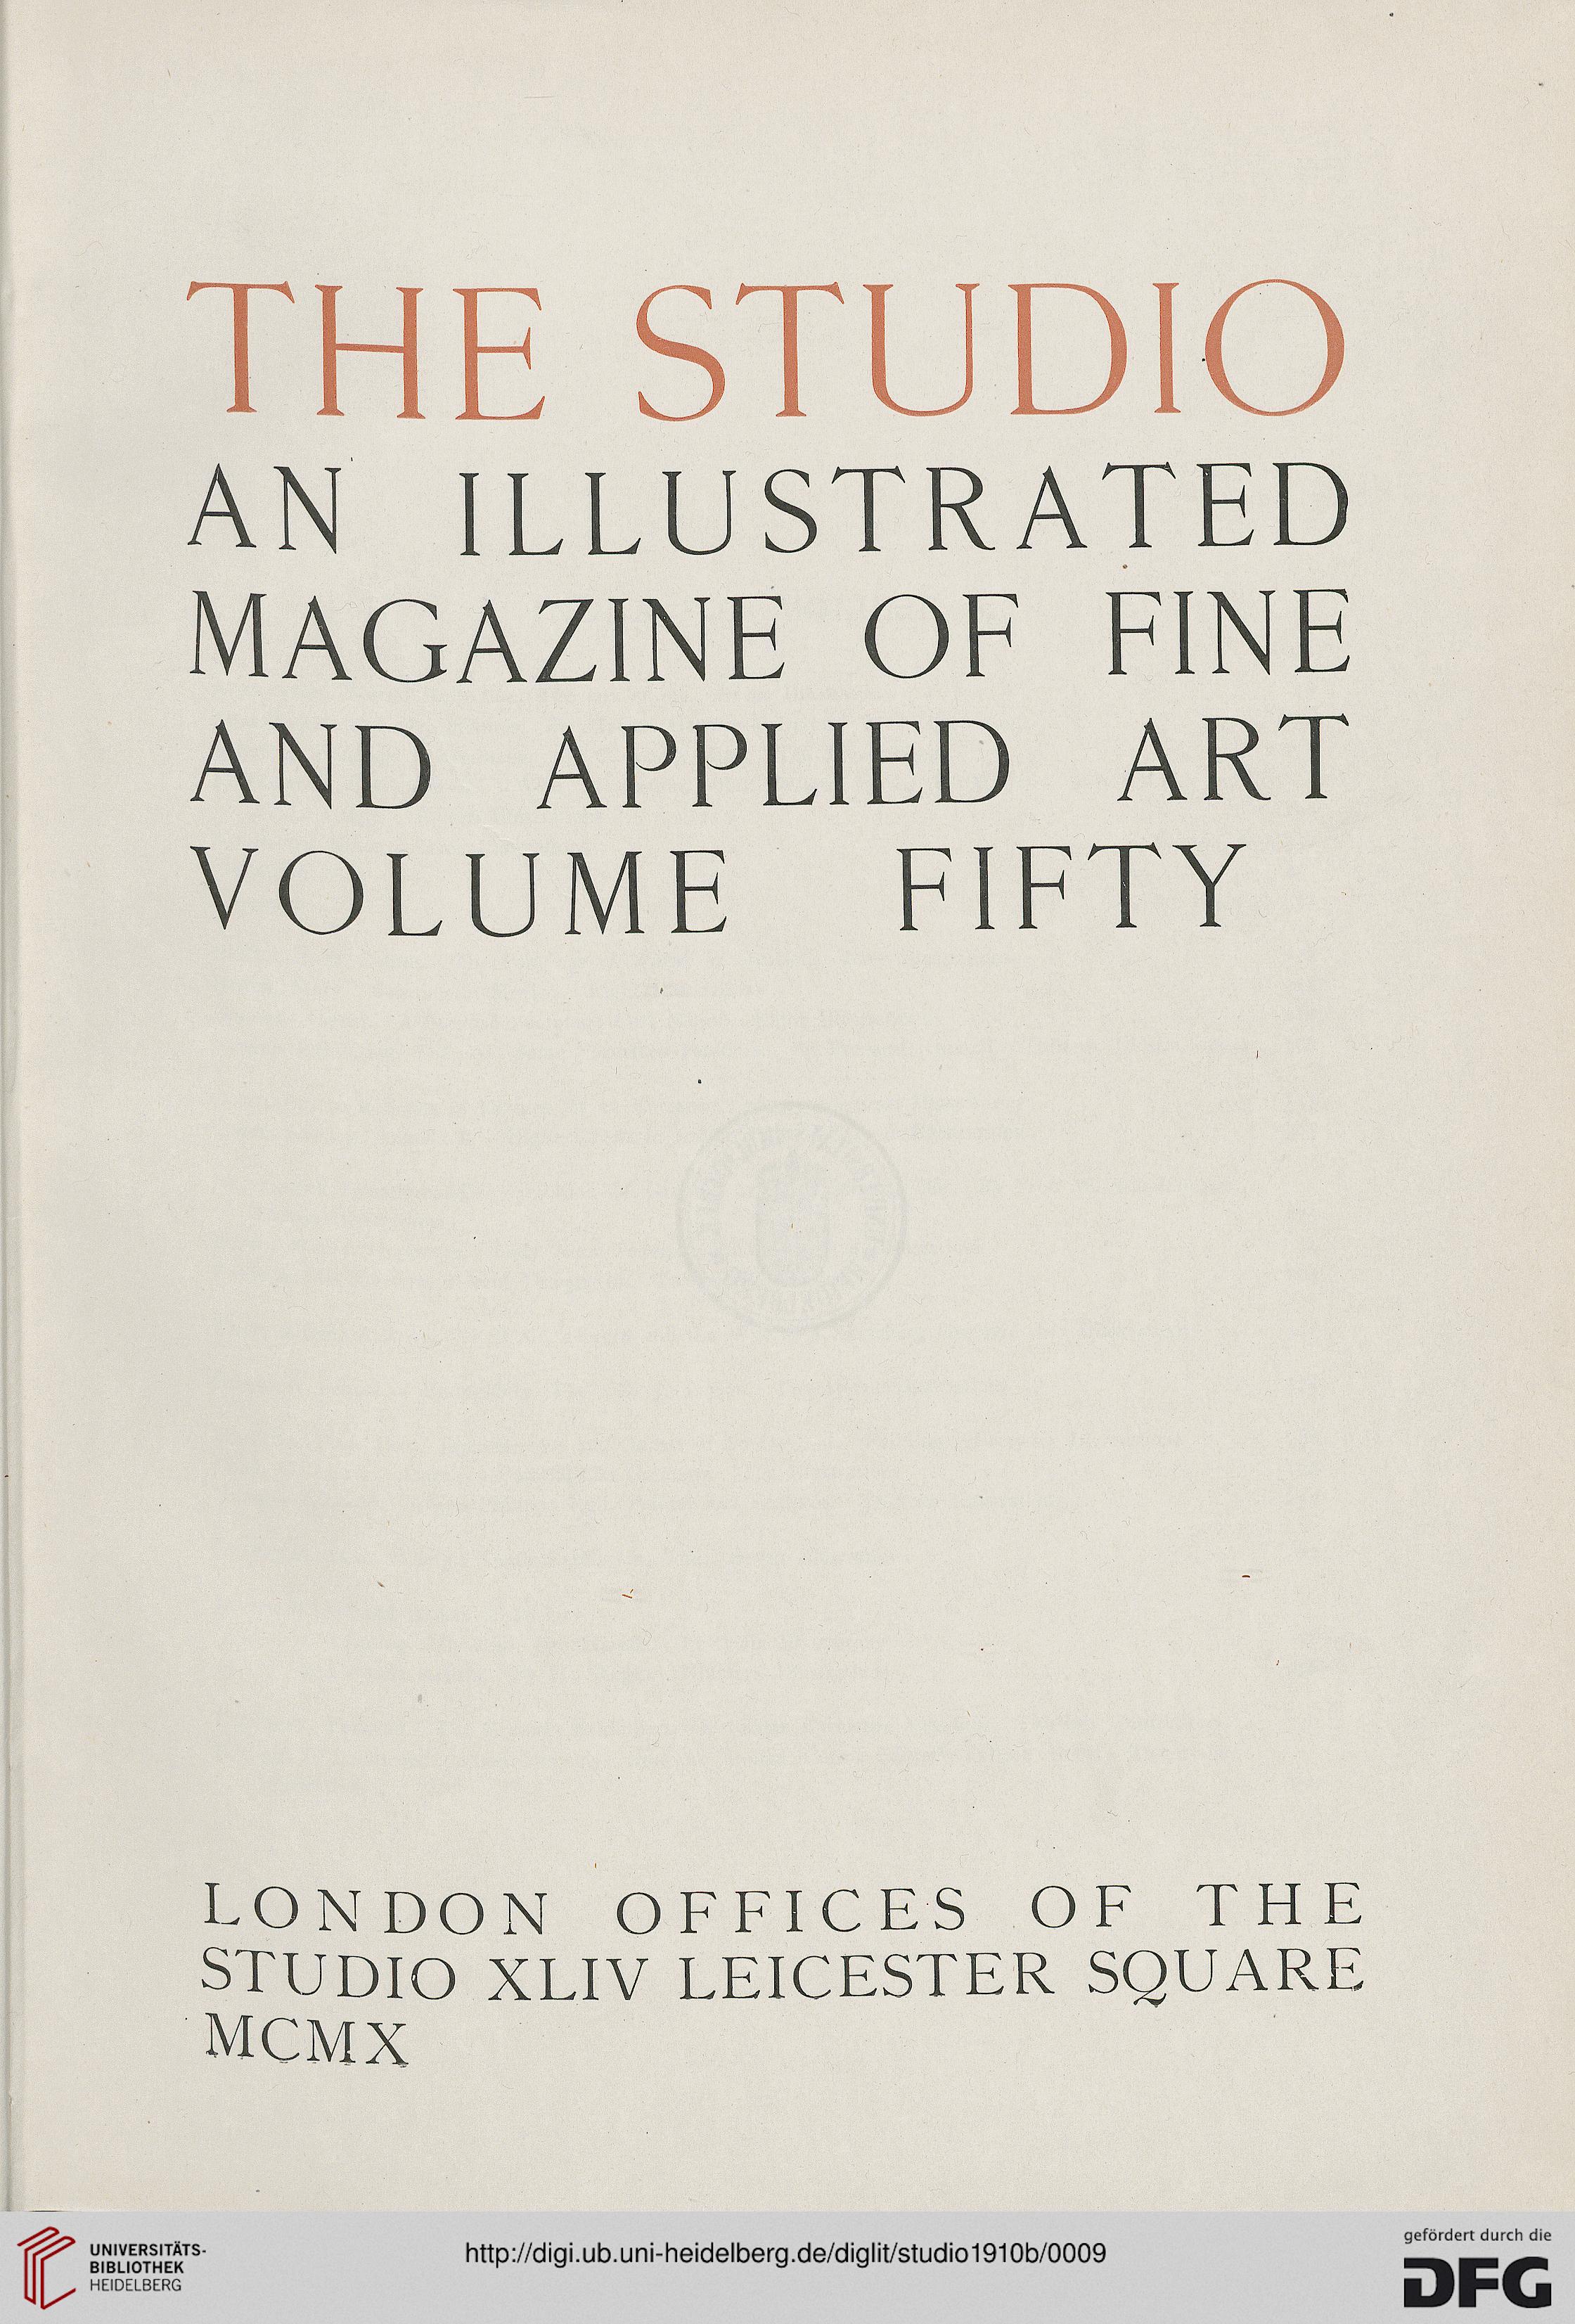 THE STUDIO
AN ILLUSTRATED
MAGAZINE OF FINE
AND APPLIED ART
VOLUME FIFTY
LONDON OFFICES OF THE
STUDIO XLIV LEICESTER SQUARE
MCMX
UNIVERSITÄTS-
BIBLIOTHEK
HEIDELBERG
http://digi.ub.uni-heidelberg.de/diglit/studio1910b/0009
gefördert durch die
DFG